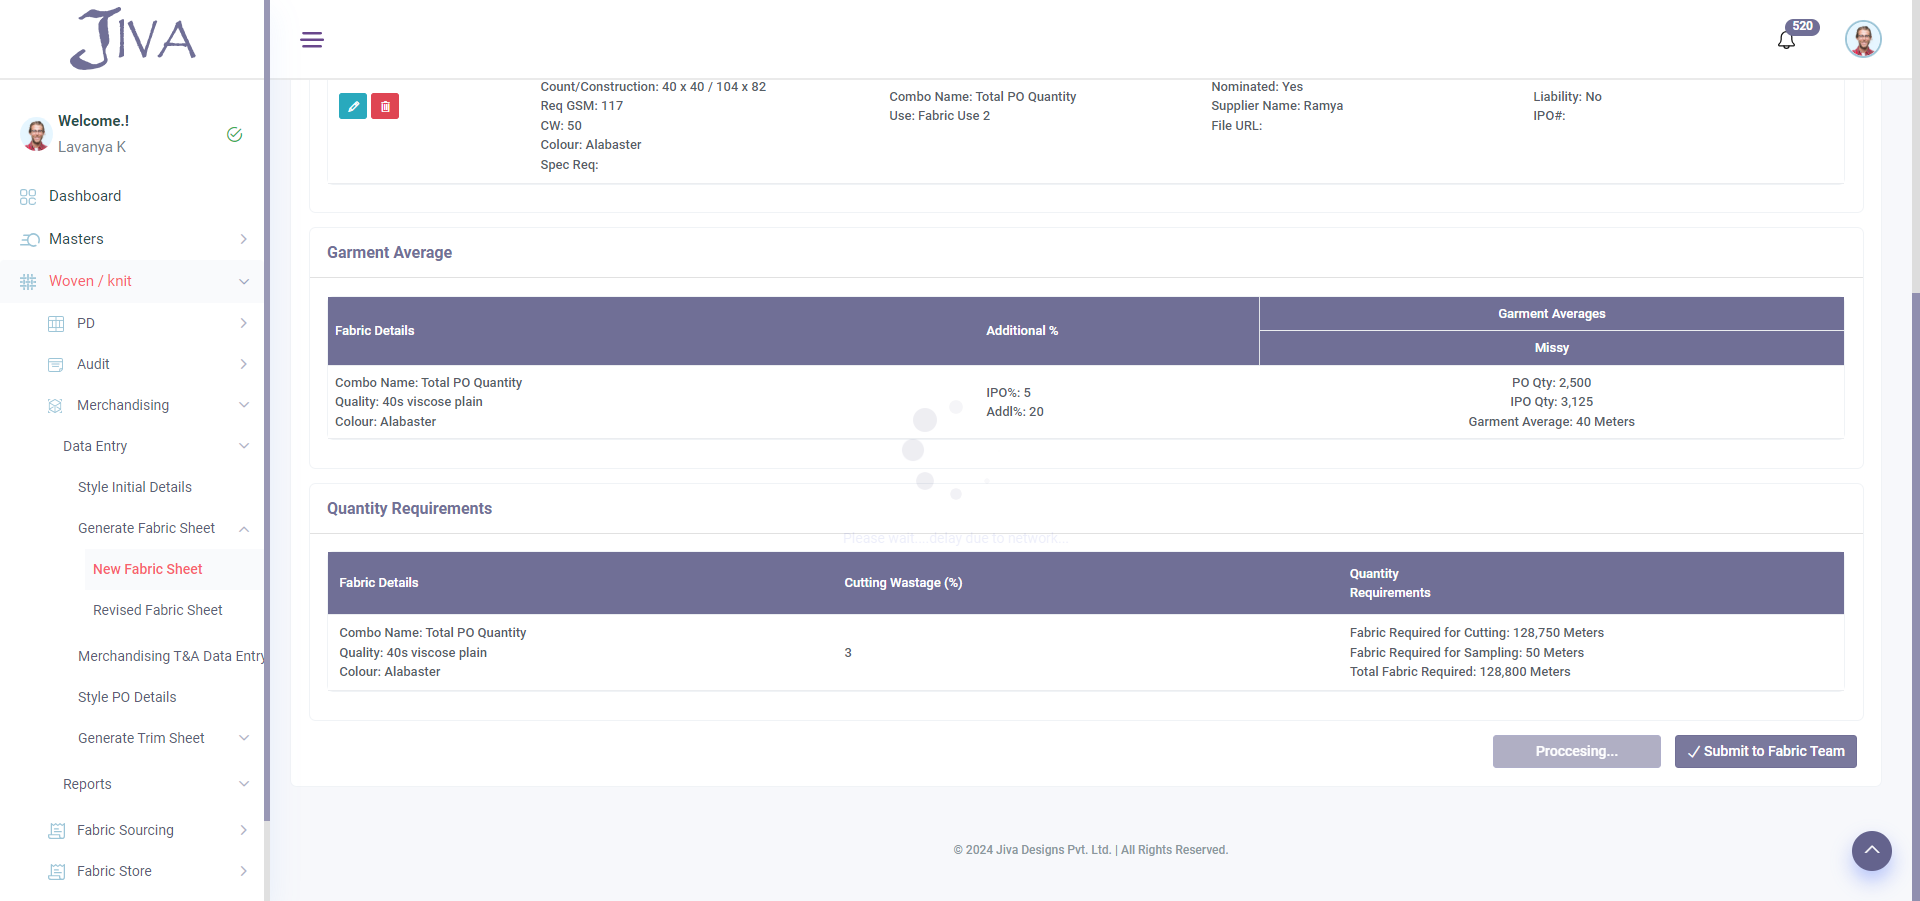 JIVA
520
Welcome.!
Lavanya K
Dashboard
Masters
Woven / knit
PD
Audit
Merchandising
Data Entry
Style Initial Details
Generate Fabric Sheet
New Fabric Sheet
Revised Fabric Sheet
Merchandising T&A Data Entry
Style PO Details
Generate Trim Sheet
Reports
Fabric Sourcing
Fabric Store
Count/Construction: 40 x 40 / 104 x 82
Req GSM: 117
CW: 50
Colour: Alabaster
Spec Req:
Combo Name: Total PO Quantity
Use: Fabric Use 2
Nominated: Yes
Supplier Name: Ramya
File URL:
Liability: No
IPO#:
Garment Average
Fabric Details
Additional %
Garment Averages
Missy
Combo Name: Total PO Quantity
Quality: 40s viscose plain
Colour: Alabaster
IPO%: 5
Addl%: 20
PO Qty: 2,500
IPO Qty: 3,125
Garment Average: 40 Meters
Quantity Requirements
Please wait....delay due to network...
Fabric Details
Cutting Wastage (%)
Quantity
Requirements
Combo Name: Total PO Quantity
Quality: 40s viscose plain
Colour: Alabaster
3
Fabric Required for Cutting: 128,750 Meters
Fabric Required for Sampling: 50 Meters
Total Fabric Required: 128,800 Meters
Proccesing...
Submit to Fabric Team
© 2024 Jiva Designs Pvt. Ltd. | All Rights Reserved.